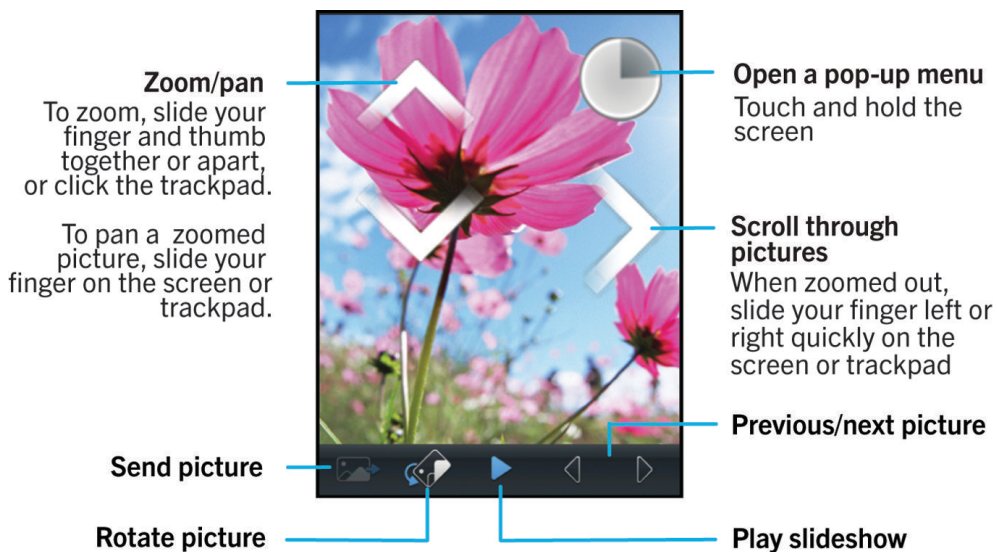 Zoom/pan
To zoom, slide your
finger and thumb
together or apart,
or click the trackpad.
To pan a zoomed
picture, slide your
finger on the screen or
trackpad.
Send picture
Rotate picture
Open a pop-up menu
Touch and hold the
screen
Scroll through
pictures
When zoomed out,
slide your finger left or
right quickly on the
screen or trackpad
Previous/next picture
Play slideshow